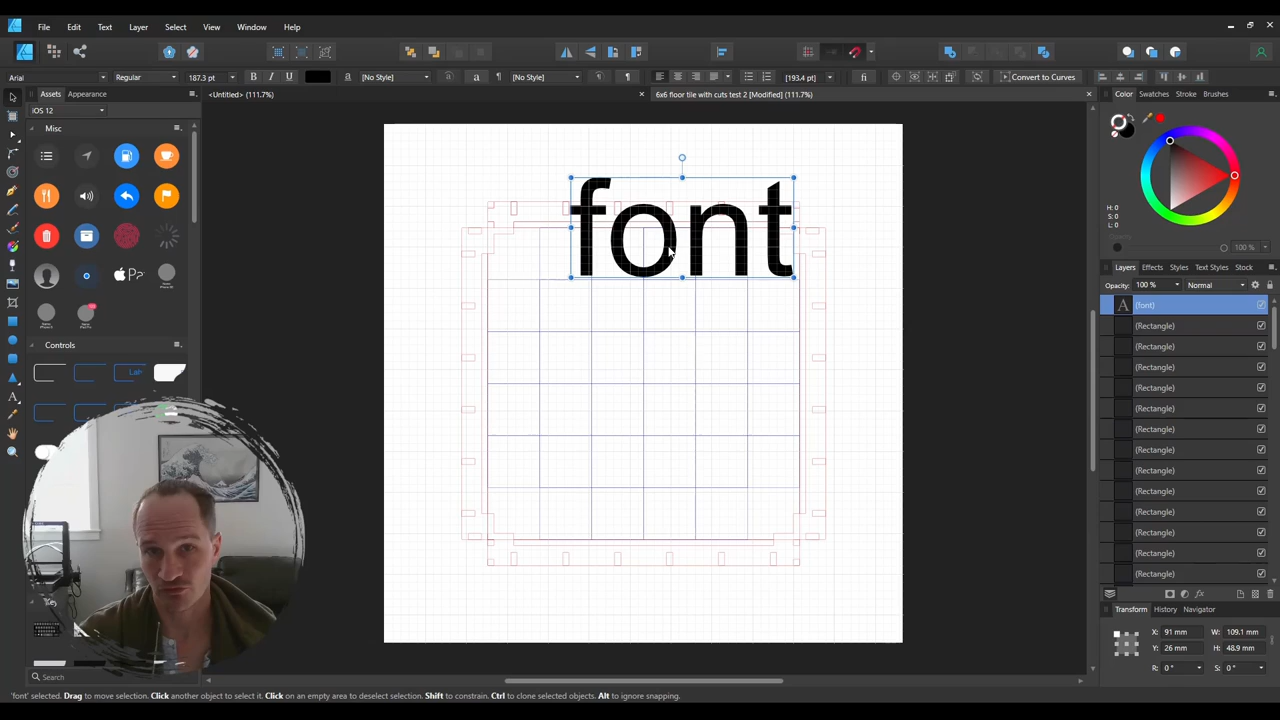 File Edit Text Layer Select View Window Help
Arial Regular 187.3 pt B I U a [No Style] a [No Style] [193.4 pt] fi Convert to Curves
Assets Appearance
<Untitled> (111.7%)
6x6 floor tile with cuts test 2 [Modified] (111.7%)
Color Swatches Stroke Brushes
iOS 12
Misc
font
H: 0
S: 0
L: 0
Opacity
100 %
Layers Effects Styles Text Styles Stock
Opacity: 100 % Normal
A (font)
(Rectangle)
(Rectangle)
(Rectangle)
(Rectangle)
(Rectangle)
(Rectangle)
(Rectangle)
(Rectangle)
(Rectangle)
(Rectangle)
(Rectangle)
(Rectangle)
(Rectangle)
Controls
Transform History Navigator
X: 91 mm W: 109.1 mm
Y: 26 mm H: 48.9 mm
R: 0 ° S: 0 °
Search
'font' selected. Drag to move selection. Click another object to select it. Click on an empty area to deselect selection. Shift to constrain. Ctrl to clone selected objects. Alt to ignore snapping.